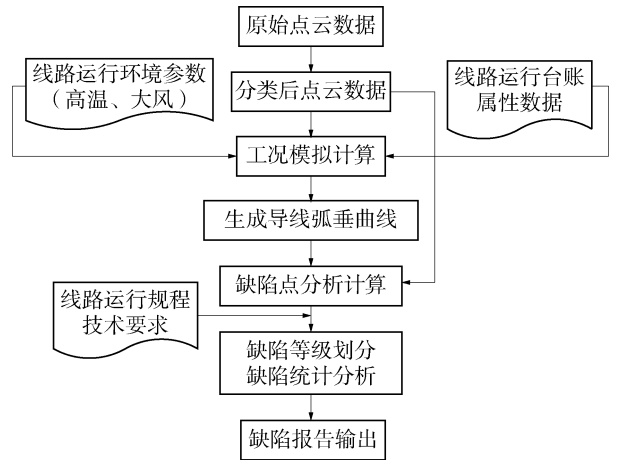 原始点云数据
线路运行环境参数
（高温、大风）
分类后点云数据
线路运行台账
属性数据
工况模拟计算
生成导线弧垂曲线
缺陷点分析计算
线路运行规程
技术要求
缺陷等级划分
缺陷统计分析
缺陷报告输出